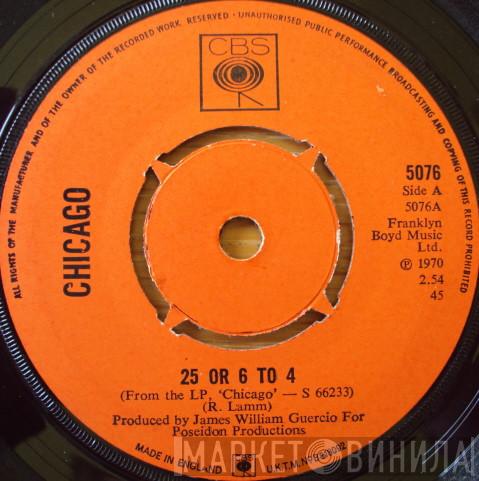 ALL RIGHTS OF THE MANUFACTURER AND OF THE OWNER OF THE RECORDED WORK RESERVED · UNAUTHORISED PUBLIC PERFORMANCE BROADCASTING AND COPYING OF THIS RECORD PROHIBITED
CBS
CHICAGO
5076
Side A
5076A
Franklyn
Boyd Music
Ltd.
℗ 1970
2.54
45
25 OR 6 TO 4
(From the LP, 'Chicago' — S 66233)
(R. Lamm)
Produced by James William Guercio For
Poseidon Productions
MADE IN ENGLAND
CBS
МАРКЕТ ВИНИЛА